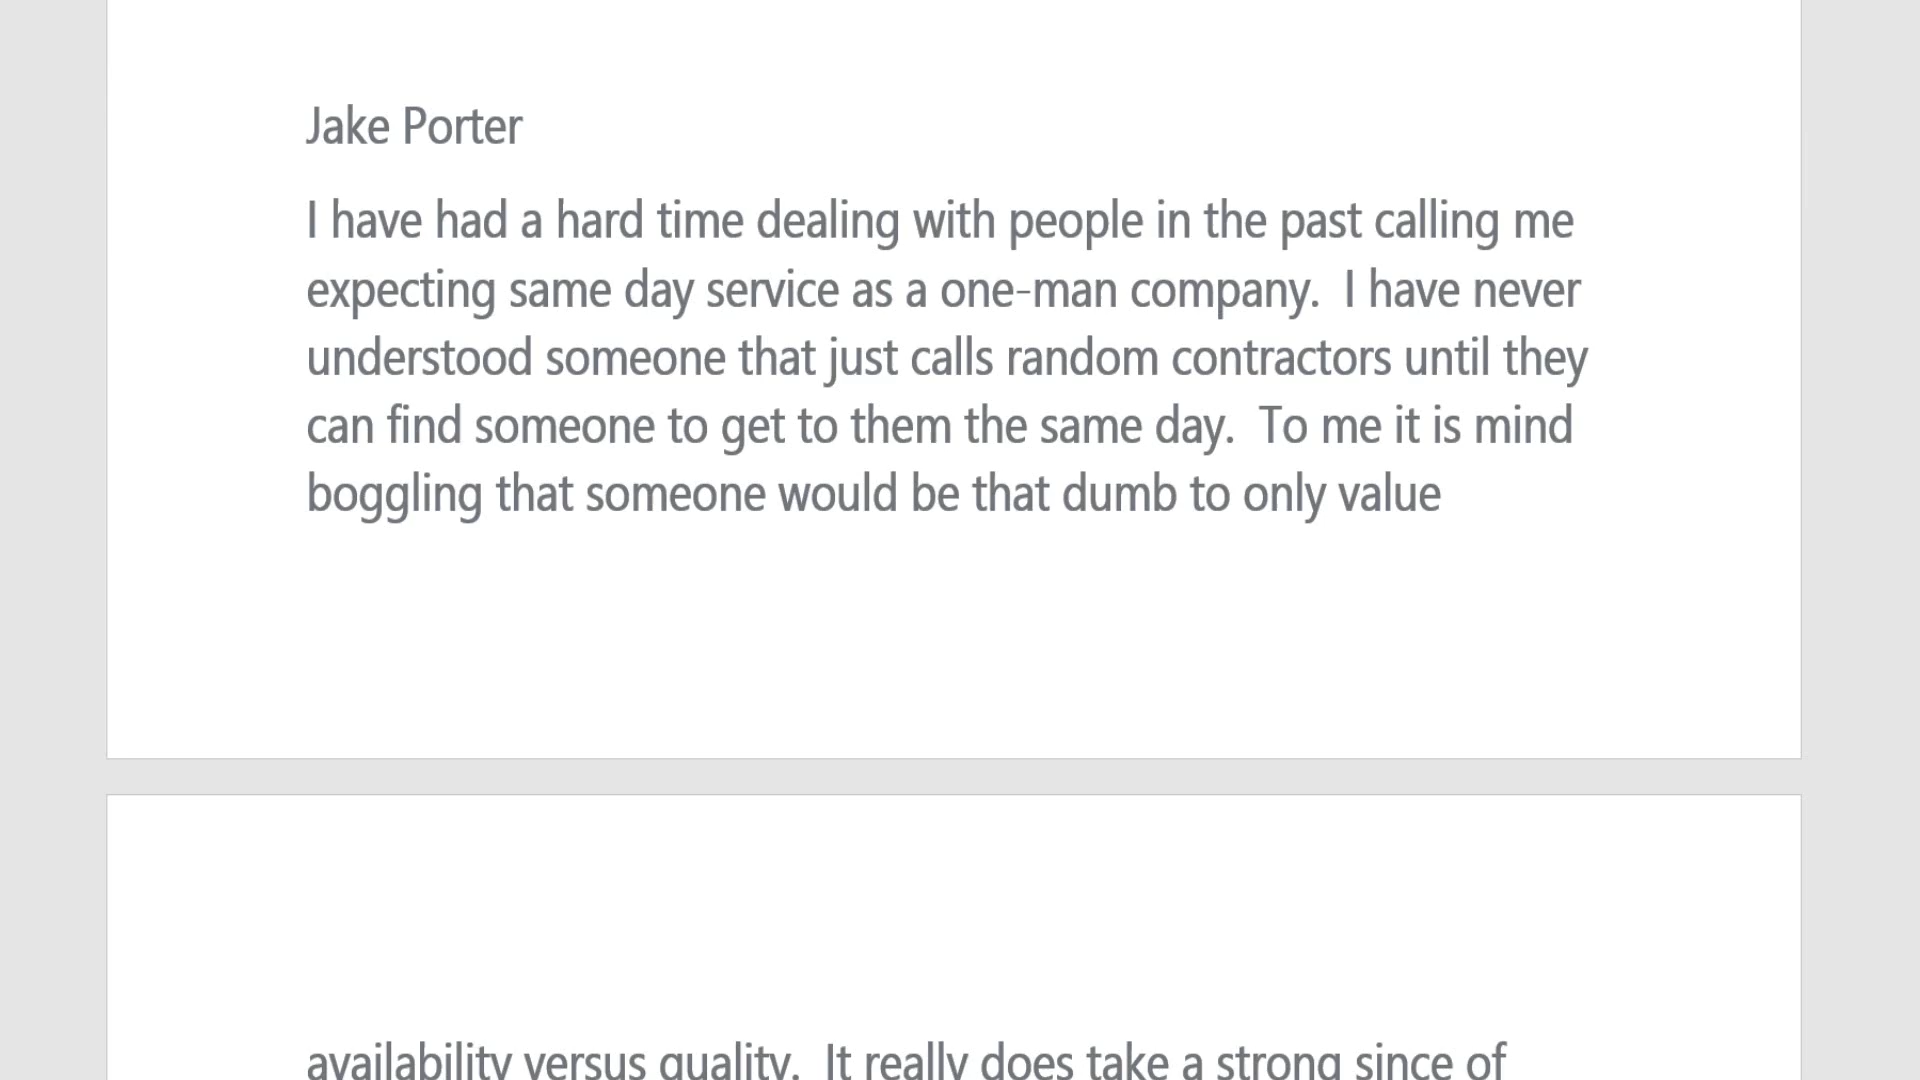 Jake Porter
I have had a hard time dealing with people in the past calling me
expecting same day service as a one-man company.  I have never
understood someone that just calls random contractors until they
can find someone to get to them the same day.  To me it is mind
boggling that someone would be that dumb to only value
availability versus quality.  It really does take a strong since of